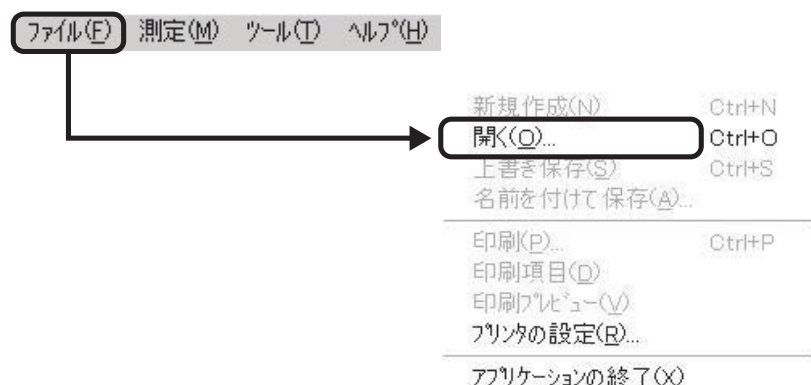 ファイル(F) 測定(M) ツール(T) ヘルプ(H)
新規作成(N) Ctrl+N
開く(O)... Ctrl+O
上書き保存(S) Ctrl+S
名前を付けて保存(A)...
印刷(P)... Ctrl+P
印刷項目(D)
印刷プレビュー(V)
プリンタの設定(R)...
アプリケーションの終了(X)